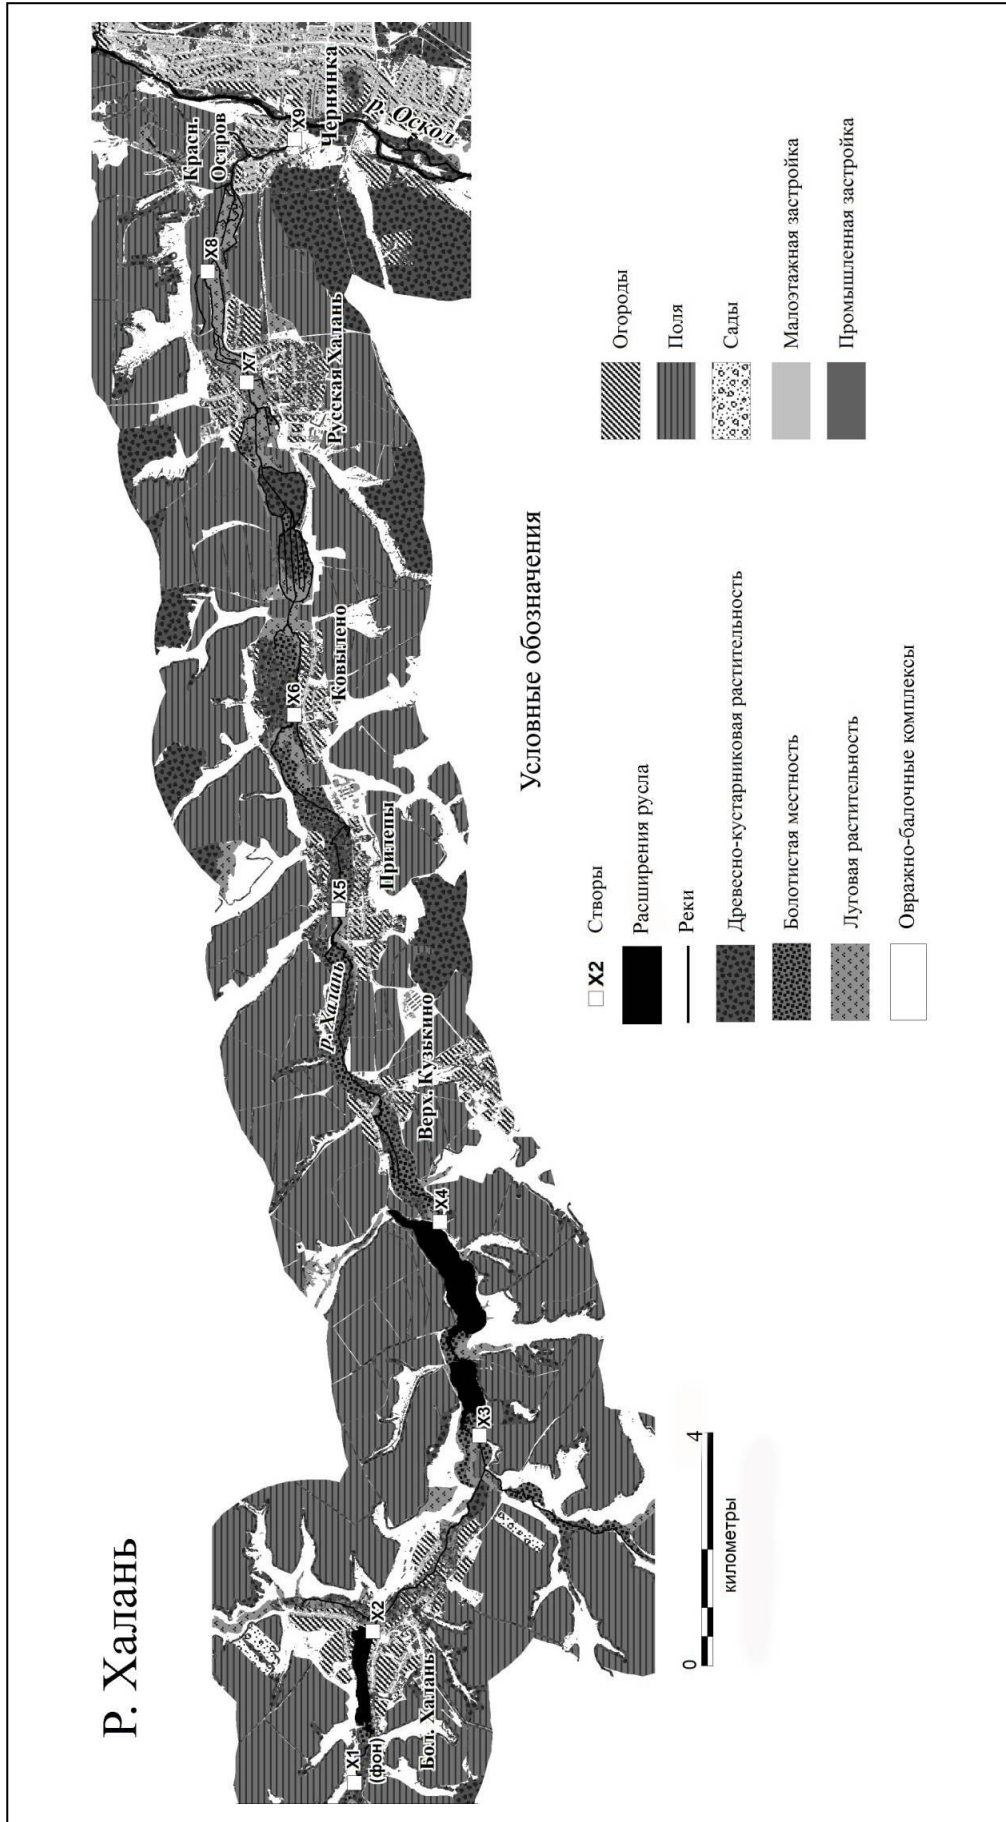 Р. Халань
Х1
(фон)
Бол. Халань
Х2
Х3
Х4
Верх. Кузькино
р. Халань
Х5
Прилепы
Х6
Ковылено
Русская Халань
Х7
Х8
Красн.
Остров
Х9
Чернянка
р. Оскол
0
4
километры
Условные обозначения
Х2
Створы
Расширения русла
Реки
Древесно-кустарниковая растительность
Болотистая местность
Луговая растительность
Овражно-балочные комплексы
Огороды
Поля
Сады
Малоэтажная застройка
Промышленная застройка